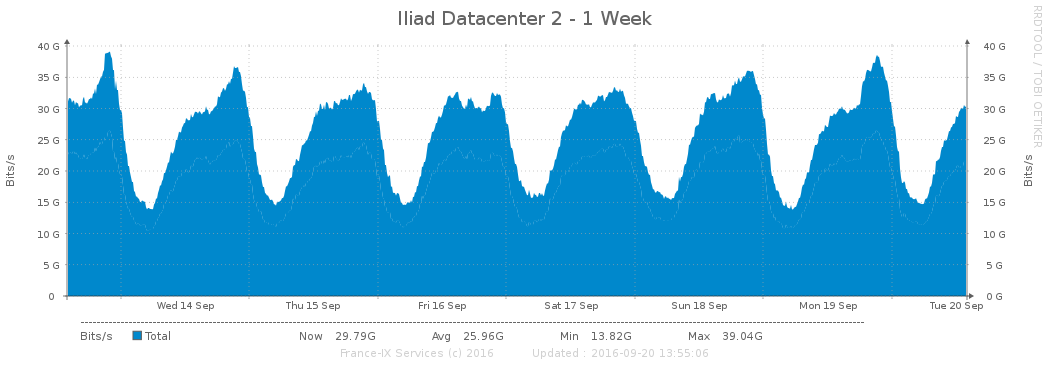 Iliad Datacenter 2 - 1 Week
RRDTOOL / TOBI OETIKER
Bits/s
Bits/s
40 G 40 G
35 G 35 G
30 G 30 G
25 G 25 G
20 G 20 G
15 G 15 G
10 G 10 G
5 G 5 G
0 0 G
Wed 14 Sep Thu 15 Sep Fri 16 Sep Sat 17 Sep Sun 18 Sep Mon 19 Sep Tue 20 Sep
Bits/s Total Now 29.79G Avg 25.96G Min 13.82G Max 39.04G
France-IX Services (c) 2016 Updated : 2016-09-20 13:55:06